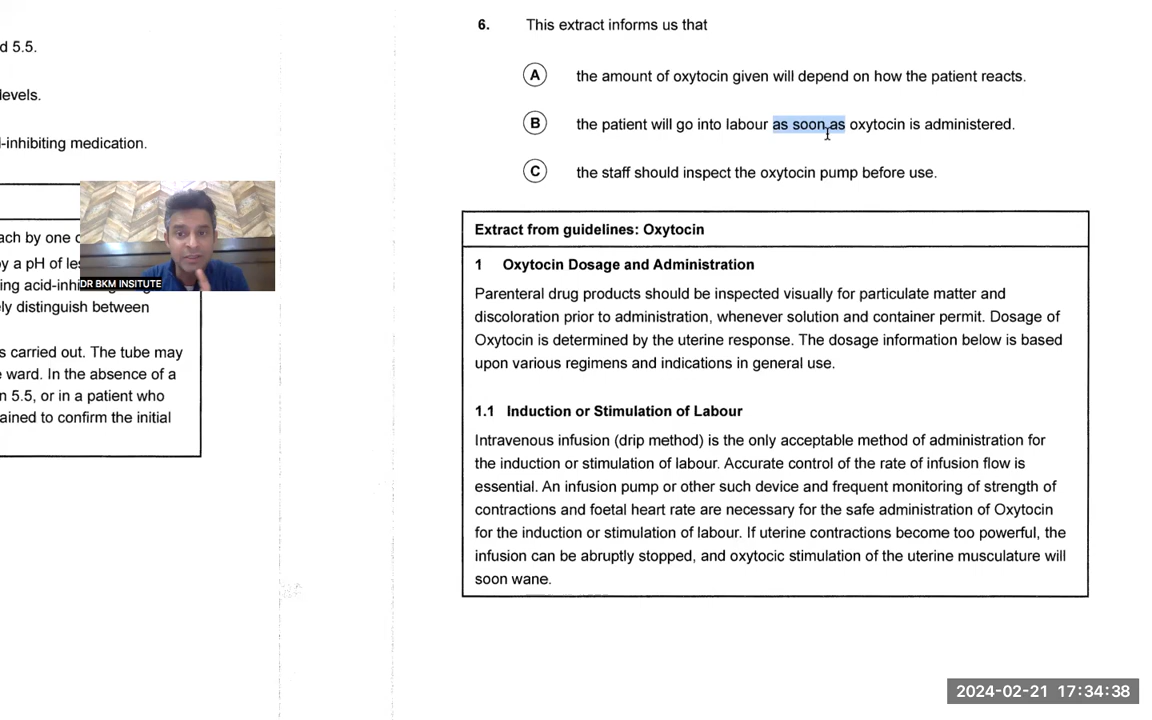 d 5.5.
levels.
-inhibiting medication.
ach by one
y a pH of le
ing acid-inh
ely distinguish between
s carried out. The tube may
ward. In the absence of a
n 5.5, or in a patient who
ained to confirm the initial
DR BKM INSITUTE
6. This extract informs us that
A the amount of oxytocin given will depend on how the patient reacts.
B the patient will go into labour as soon as oxytocin is administered.
C the staff should inspect the oxytocin pump before use.
Extract from guidelines: Oxytocin
1 Oxytocin Dosage and Administration
Parenteral drug products should be inspected visually for particulate matter and
discoloration prior to administration, whenever solution and container permit. Dosage of
Oxytocin is determined by the uterine response. The dosage information below is based
upon various regimens and indications in general use.
1.1 Induction or Stimulation of Labour
Intravenous infusion (drip method) is the only acceptable method of administration for
the induction or stimulation of labour. Accurate control of the rate of infusion flow is
essential. An infusion pump or other such device and frequent monitoring of strength of
contractions and foetal heart rate are necessary for the safe administration of Oxytocin
for the induction or stimulation of labour. If uterine contractions become too powerful, the
infusion can be abruptly stopped, and oxytocic stimulation of the uterine musculature will
soon wane.
2024-02-21 17:34:38